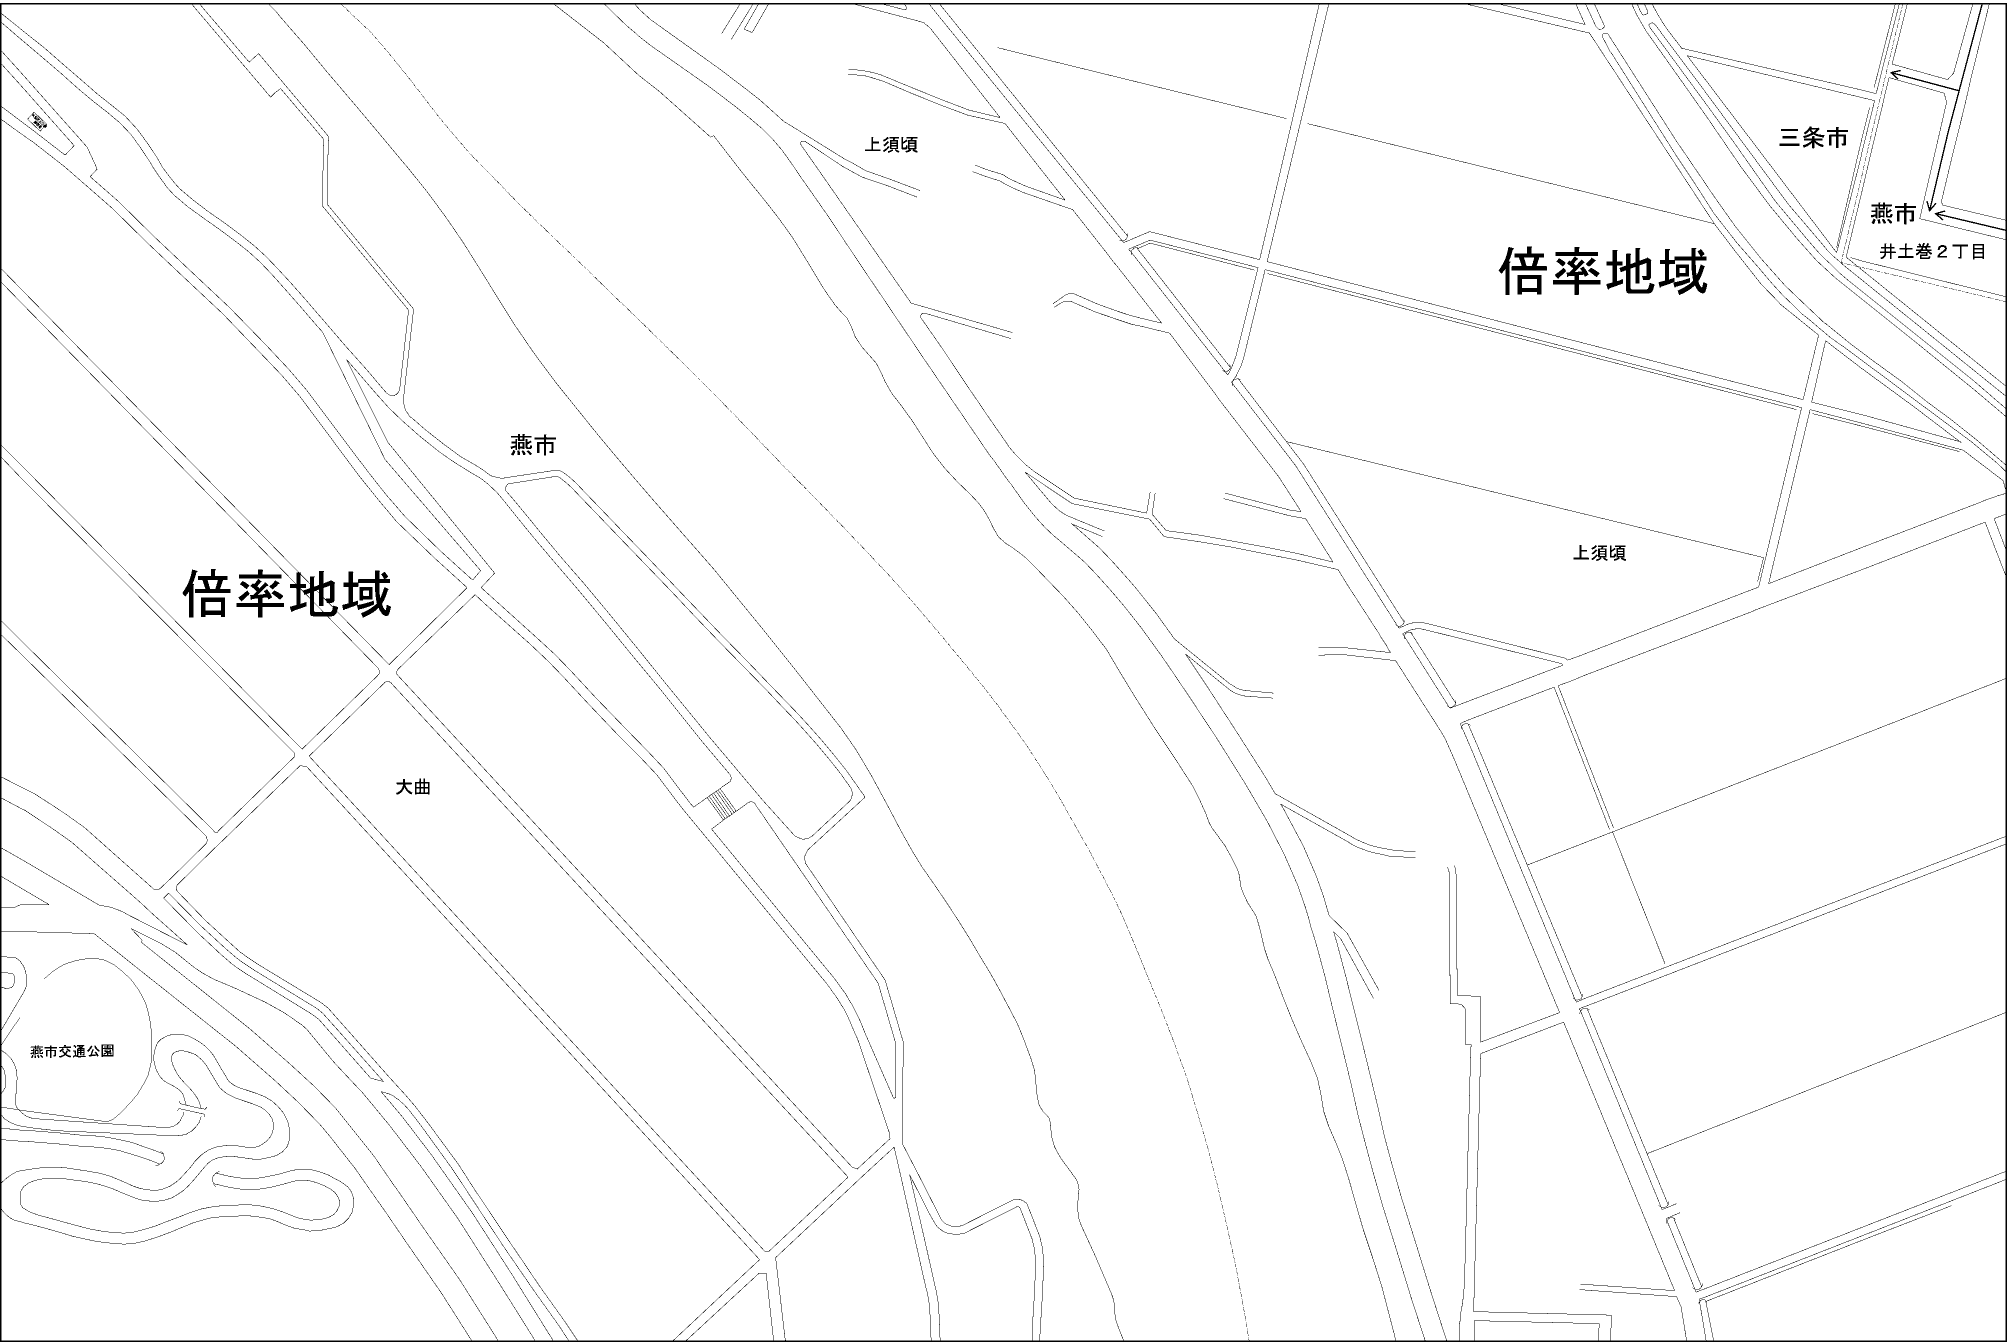 三条市
上須頃
燕市
井土巻２丁目
倍率地域
燕市
上須頃
倍率地域
大曲
燕市交通公園